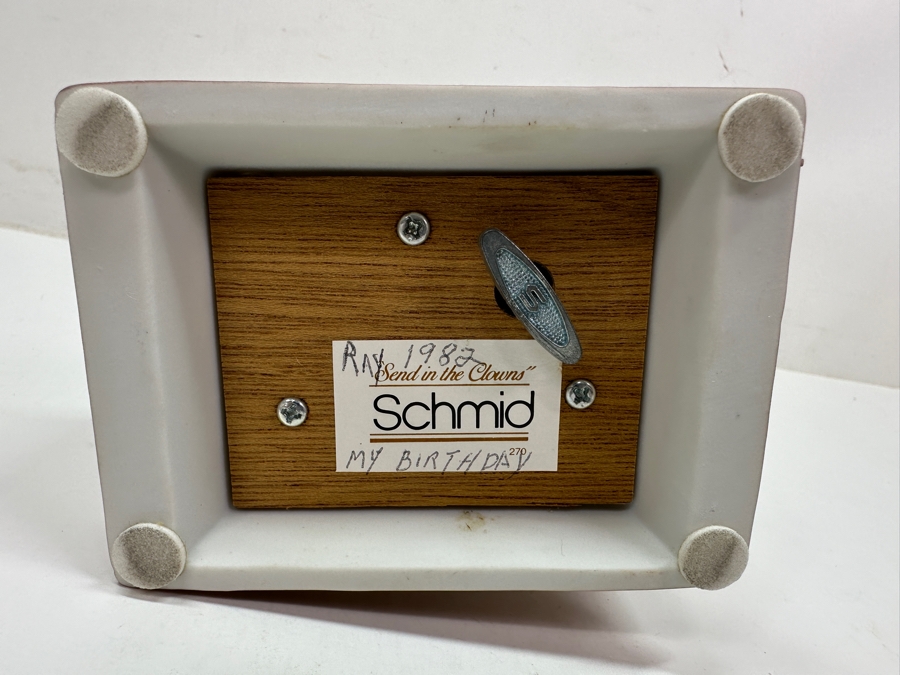 Ray 1982
"Send in the Clowns"
Schmid
270
MY BIRTHDAY
S